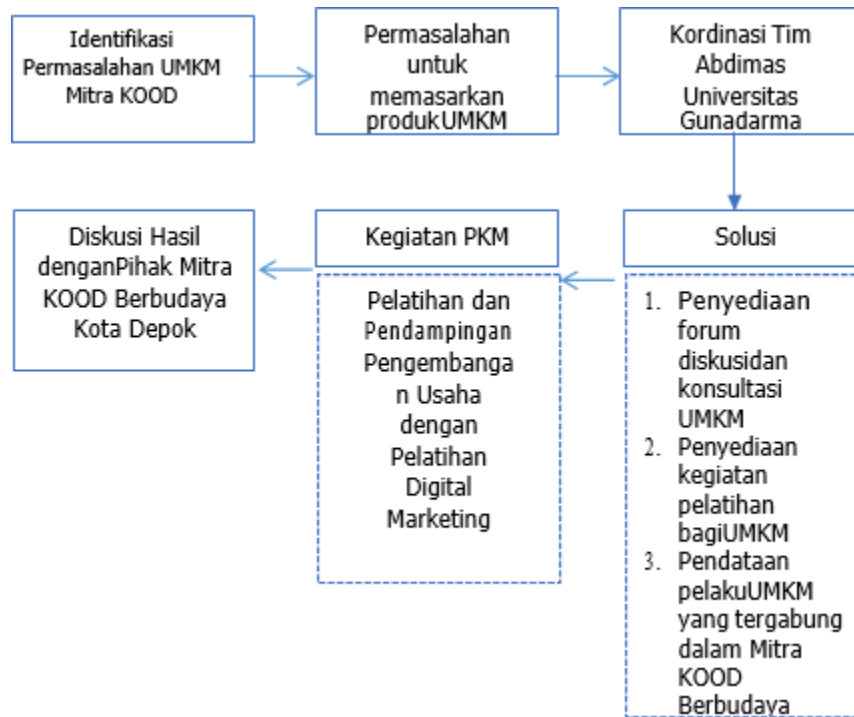 Identifikasi
Permasalahan UMKM
Mitra KOOD
Permasalahan
untuk
memasarkan
produkUMKM
Kordinasi Tim
Abdimas
Universitas
Gunadarma
Solusi
1. Penyediaan
forum
diskusidan
konsultasi
UMKM
2. Penyediaan
kegiatan
pelatihan
bagiUMKM
3. Pendataan
pelakuUMKM
yang tergabung
dalam Mitra
KOOD
Berbudaya
Kegiatan PKM
Pelatihan dan
Pendampingan
Pengembanga
n Usaha
dengan
Pelatihan
Digital
Marketing
Diskusi Hasil
denganPihak Mitra
KOOD Berbudaya
Kota Depok